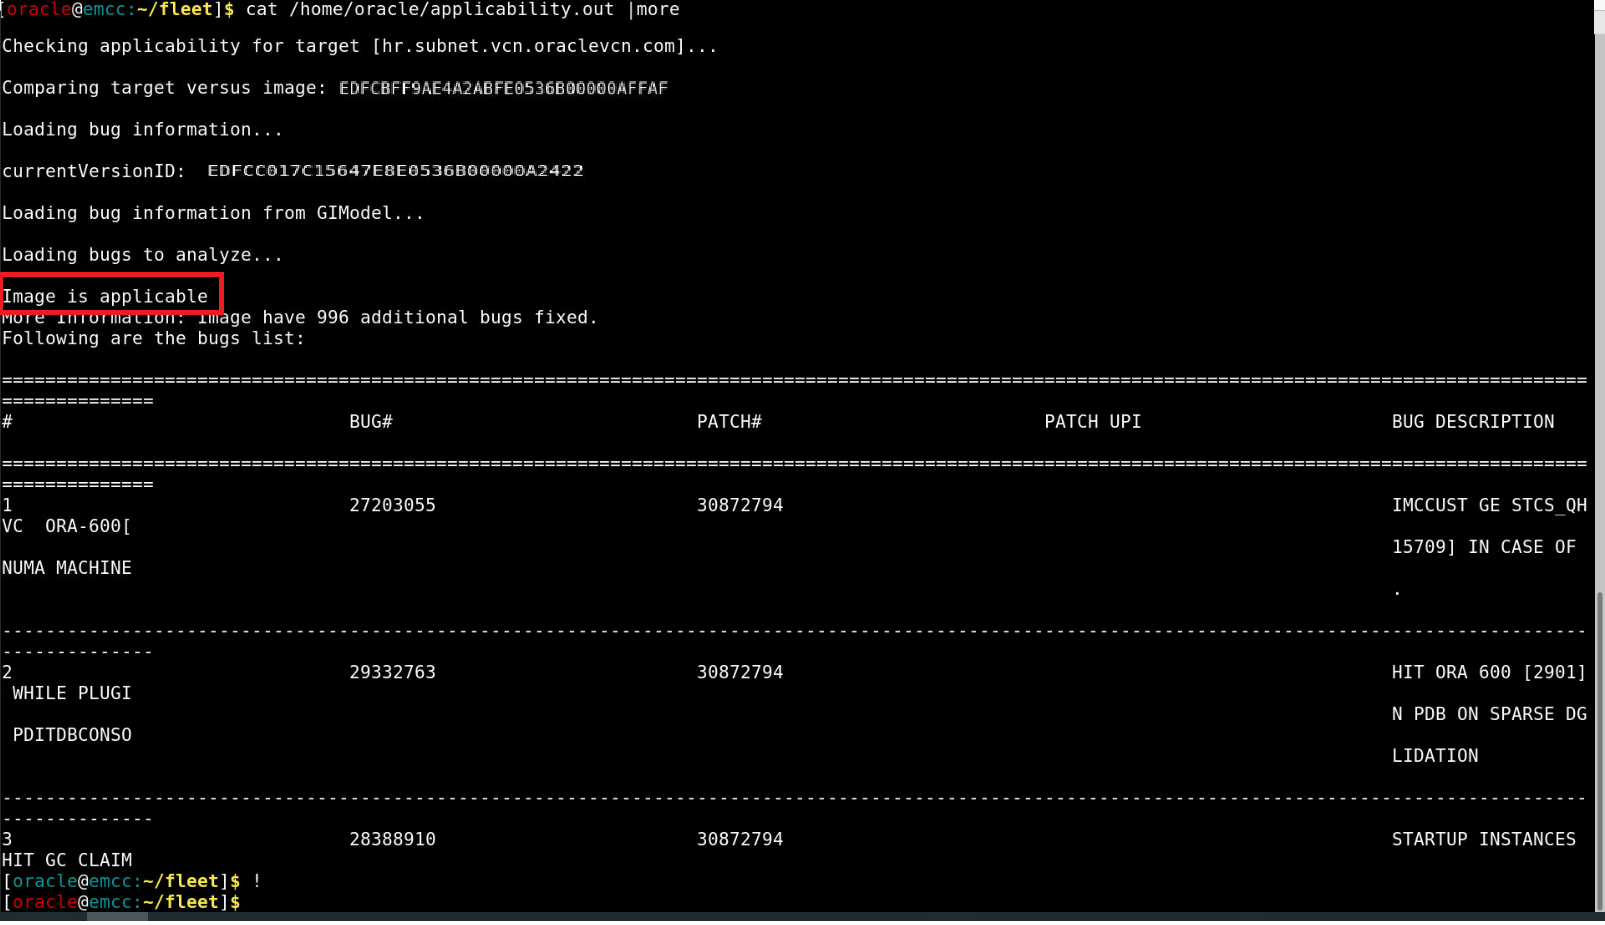 [oracle@emcc:~/fleet]$ cat /home/oracle/applicability.out |more
Checking applicability for target [hr.subnet.vcn.oraclevcn.com]...
Comparing target versus image: EDFCBFF9AE4A2ABFE0536B00000AFFAF
Loading bug information...
currentVersionID:  EDFCC017C15647E8E0536B00000A2422
Loading bug information from GIModel...
Loading bugs to analyze...
Image is applicable
More Information: Image have 996 additional bugs fixed.
Following are the bugs list:
==================================================================================================================================================
==============
#                               BUG#                            PATCH#                          PATCH UPI                       BUG DESCRIPTION
==================================================================================================================================================
==============
1                               27203055                        30872794                                                        IMCCUST GE STCS_QH
VC  ORA-600[
15709] IN CASE OF
NUMA MACHINE
.
--------------------------------------------------------------------------------------------------------------------------------------------------
--------------
2                               29332763                        30872794                                                        HIT ORA 600 [2901]
 WHILE PLUGI
N PDB ON SPARSE DG
 PDITDBCONSO
LIDATION
--------------------------------------------------------------------------------------------------------------------------------------------------
--------------
3                               28388910                        30872794                                                        STARTUP INSTANCES
HIT GC CLAIM
[oracle@emcc:~/fleet]$ !
[oracle@emcc:~/fleet]$